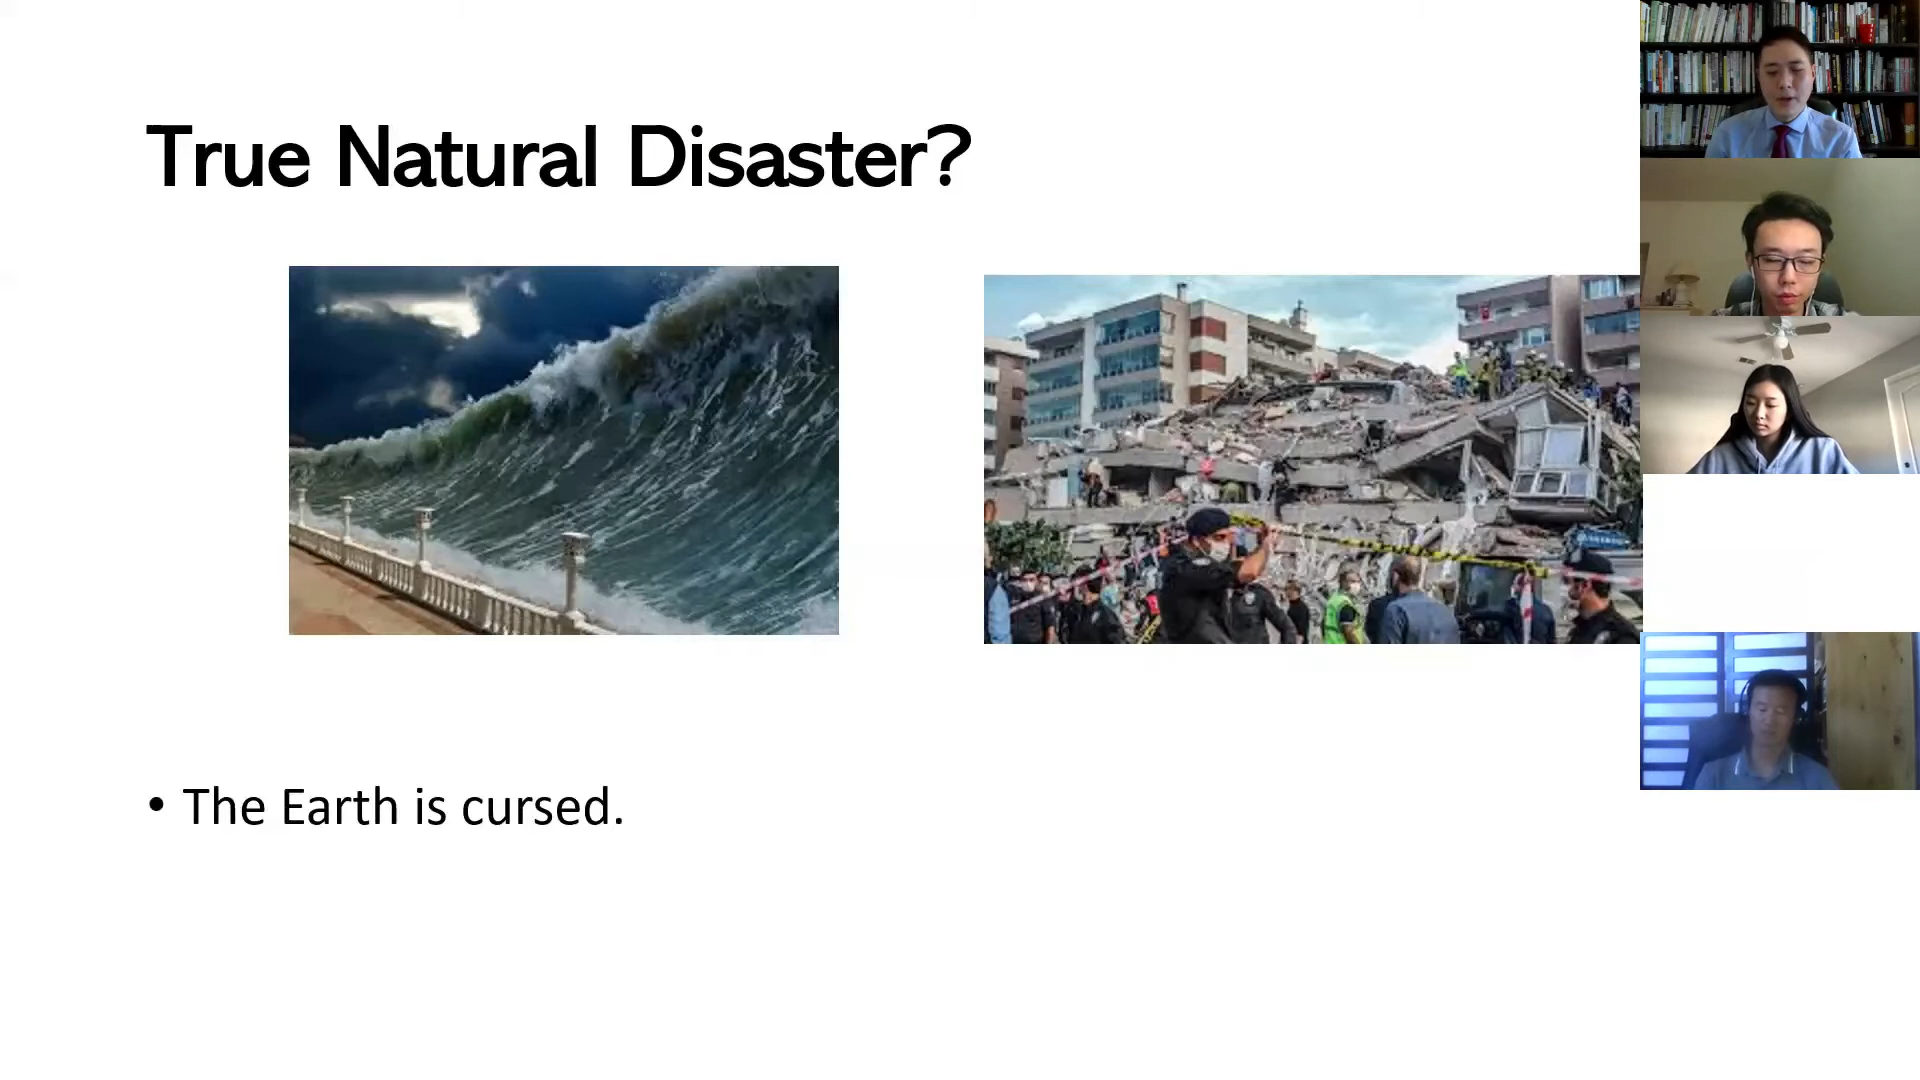 True Natural Disaster?
• The Earth is cursed.